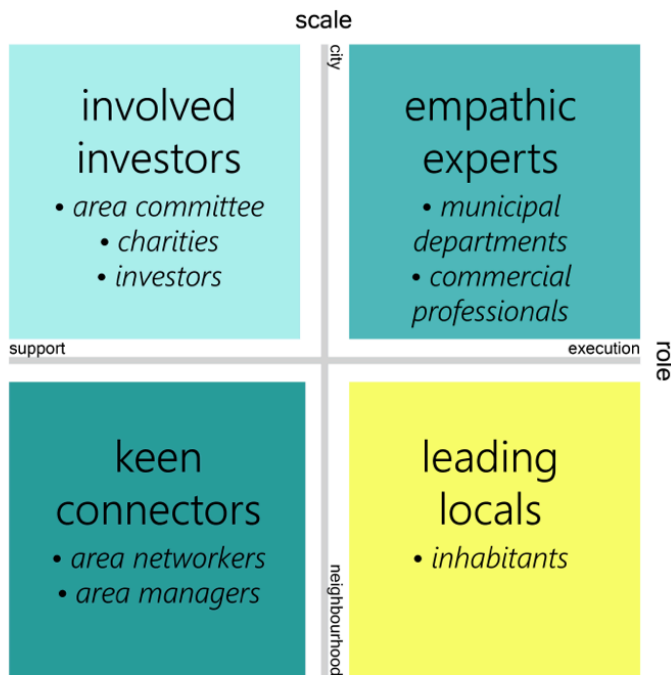 scale
city
involved
investors
• area committee
• charities
• investors
empathic
experts
• municipal
departments
• commercial
professionals
support
execution
role
keen
connectors
• area networkers
• area managers
leading
locals
• inhabitants
neighbourhood